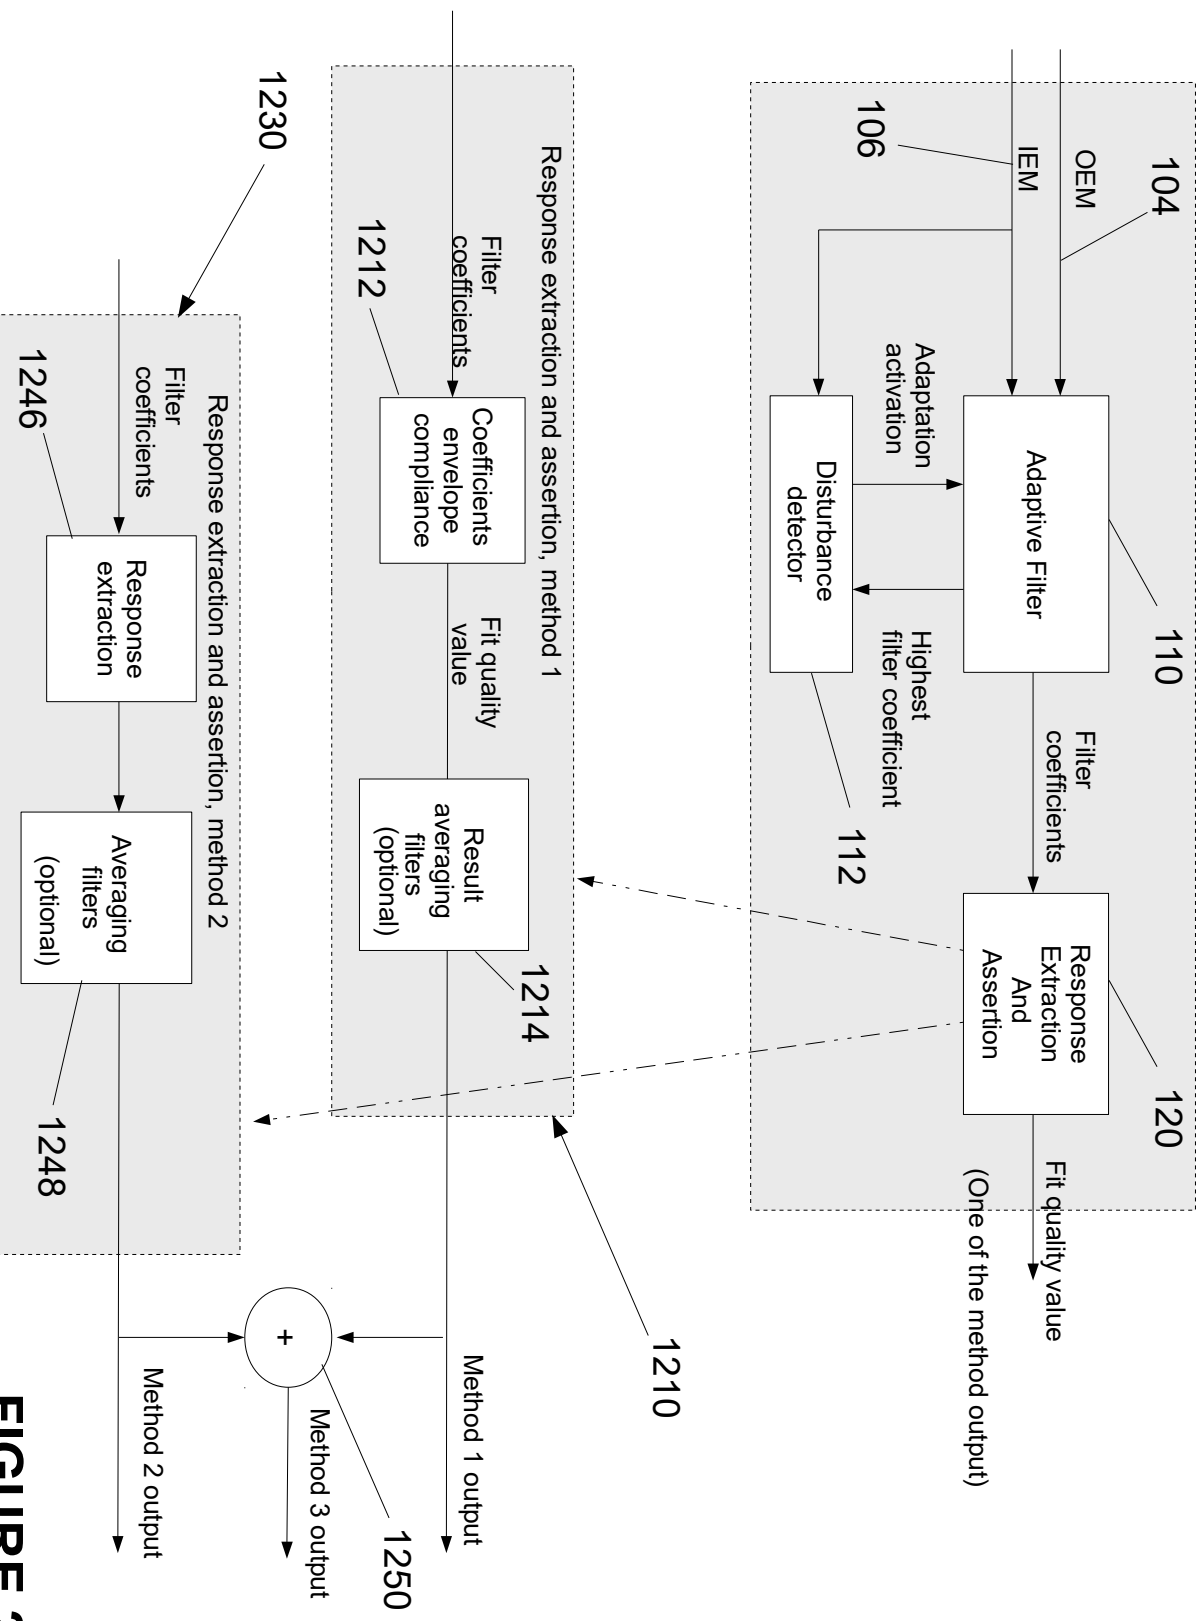 104
OEM
IEM
106
Adaptation
activation
Adaptive Filter
110
Disturbance
detector
112
Highest
filter coefficient
Filter
coefficients
Response
Extraction
And
Assertion
120
Fit quality value
(One of the method output)
Response extraction and assertion, method 1
Filter
coefficients
1212
Coefficients
envelope
compliance
Fit quality
value
Result
averaging
filters
(optional)
1214
1210
Method 1 output
1230
Response extraction and assertion, method 2
Filter
coefficients
1246
Response
extraction
Averaging
filters
(optional)
1248
+
1250
Method 3 output
Method 2 output
FIGURE